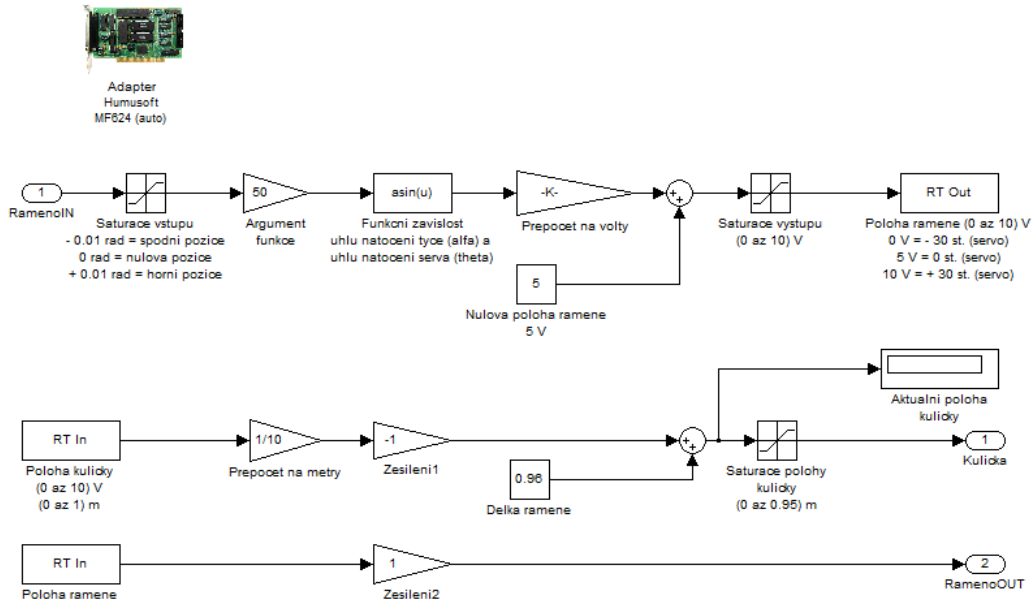 Adapter
Humusoft
MF624 (auto)
1
RamenoIN
Saturace vstupu
- 0.01 rad = spodni pozice
0 rad = nulova pozice
+ 0.01 rad = horni pozice
50
Argument
funkce
asin(u)
Funkcni zavislost
uhlu natoceni tyce (alfa) a
uhlu natoceni serva (theta)
-K-
Prepocet na volty
5
Nulova poloha ramene
5 V
Saturace vystupu
(0 az 10) V
RT Out
Poloha ramene (0 az 10) V
0 V = - 30 st. (servo)
5 V = 0 st. (servo)
10 V = + 30 st. (servo)
Aktualni poloha
kulicky
RT In
Poloha kulicky
(0 az 10) V
(0 az 1) m
1/10
Prepocet na metry
-1
Zesileni1
0.96
Delka ramene
Saturace polohy
kulicky
(0 az 0.95) m
1
Kulicka
RT In
Poloha ramene
1
Zesileni2
2
RamenoOUT